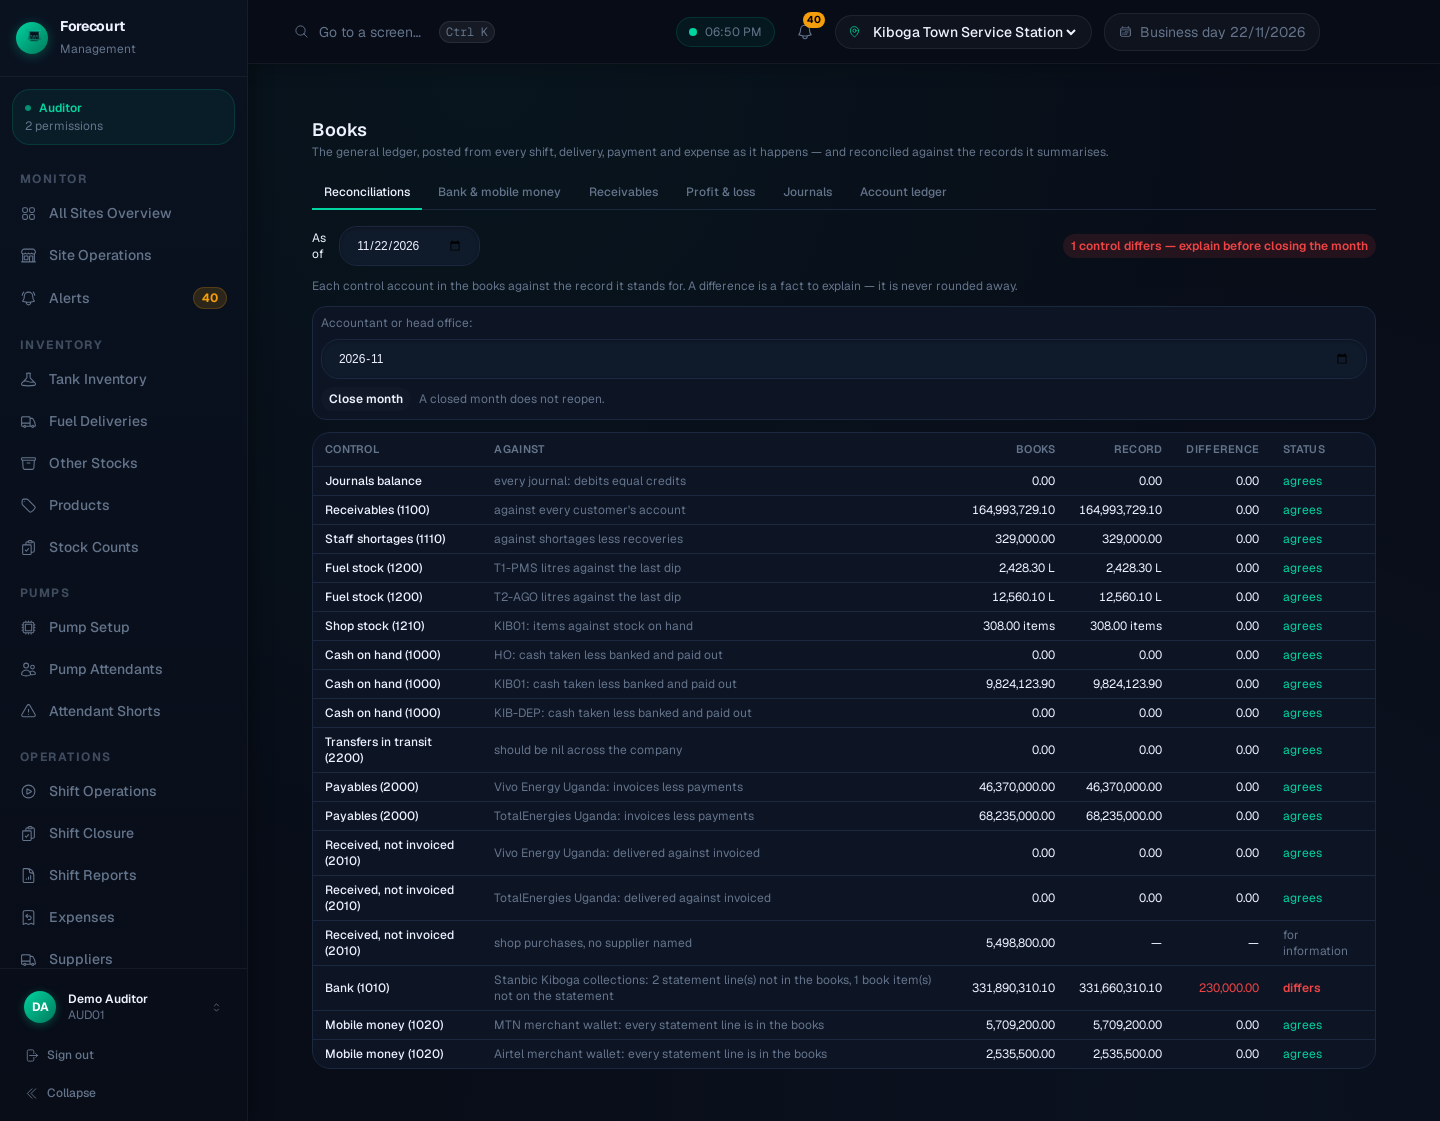 Forecourt
Management
Go to a screen...
Ctrl K
06:50 PM
40
Kiboga Town Service Station
Business day 22/11/2026
Auditor
2 permissions
MONITOR
All Sites Overview
Site Operations
Alerts
40
INVENTORY
Tank Inventory
Fuel Deliveries
Other Stocks
Products
Stock Counts
PUMPS
Pump Setup
Pump Attendants
Attendant Shorts
OPERATIONS
Shift Operations
Shift Closure
Shift Reports
Expenses
Suppliers
DA
Demo Auditor
AUD01
Sign out
Collapse
Books
The general ledger, posted from every shift, delivery, payment and expense as it happens — and reconciled against the records it summarises.
Reconciliations Bank & mobile money Receivables Profit & loss Journals Account ledger
As of
11/22/2026
1 control differs — explain before closing the month
Each control account in the books against the record it stands for. A difference is a fact to explain — it is never rounded away.
Accountant or head office:
2026-11
Close month A closed month does not reopen.
CONTROL AGAINST BOOKS RECORD DIFFERENCE STATUS
Journals balance every journal: debits equal credits 0.00 0.00 0.00 agrees
Receivables (1100) against every customer's account 164,993,729.10 164,993,729.10 0.00 agrees
Staff shortages (1110) against shortages less recoveries 329,000.00 329,000.00 0.00 agrees
Fuel stock (1200) T1-PMS litres against the last dip 2,428.30 L 2,428.30 L 0.00 agrees
Fuel stock (1200) T2-AGO litres against the last dip 12,560.10 L 12,560.10 L 0.00 agrees
Shop stock (1210) KIB01: items against stock on hand 308.00 items 308.00 items 0.00 agrees
Cash on hand (1000) HO: cash taken less banked and paid out 0.00 0.00 0.00 agrees
Cash on hand (1000) KIB01: cash taken less banked and paid out 9,824,123.90 9,824,123.90 0.00 agrees
Cash on hand (1000) KIB-DEP: cash taken less banked and paid out 0.00 0.00 0.00 agrees
Transfers in transit (2200) should be nil across the company 0.00 0.00 0.00 agrees
Payables (2000) Vivo Energy Uganda: invoices less payments 46,370,000.00 46,370,000.00 0.00 agrees
Payables (2000) TotalEnergies Uganda: invoices less payments 68,235,000.00 68,235,000.00 0.00 agrees
Received, not invoiced (2010) Vivo Energy Uganda: delivered against invoiced 0.00 0.00 0.00 agrees
Received, not invoiced (2010) TotalEnergies Uganda: delivered against invoiced 0.00 0.00 0.00 agrees
Received, not invoiced (2010) shop purchases, no supplier named 5,498,800.00 — — for information
Bank (1010) Stanbic Kiboga collections: 2 statement line(s) not in the books, 1 book item(s) not on the statement 331,890,310.10 331,660,310.10 230,000.00 differs
Mobile money (1020) MTN merchant wallet: every statement line is in the books 5,709,200.00 5,709,200.00 0.00 agrees
Mobile money (1020) Airtel merchant wallet: every statement line is in the books 2,535,500.00 2,535,500.00 0.00 agrees